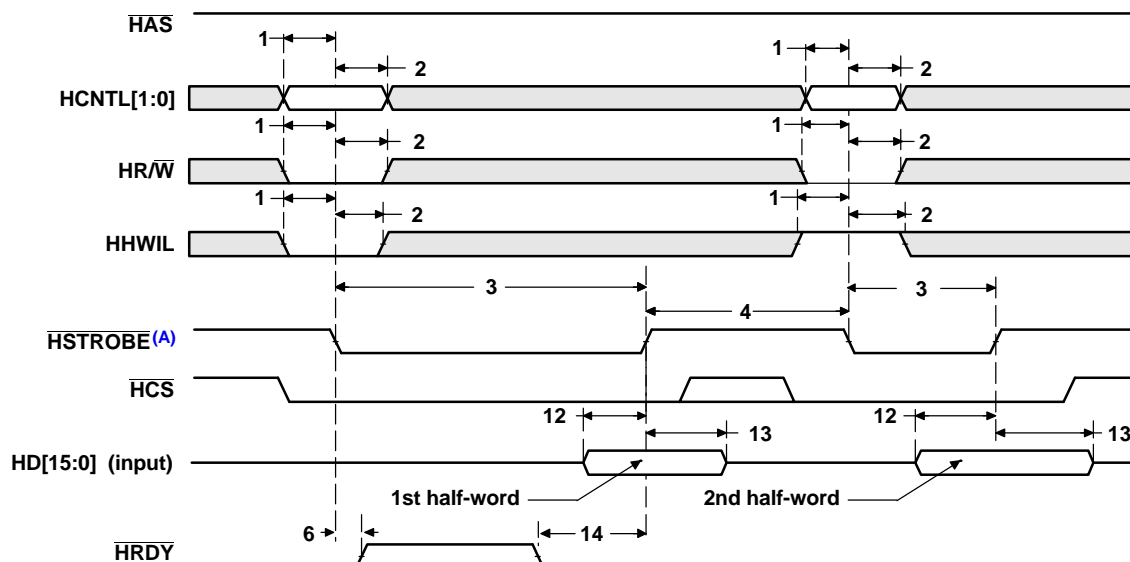 HAS
1 1
2 2
HCNTL[1:0]
1 1
2 2
HR/W
1 1
2 2
HHWIL
3 3
4
HSTROBE(A)
HCS
12 12
13 13
HD[15:0] (input)
1st half-word 2nd half-word
6 14
HRDY